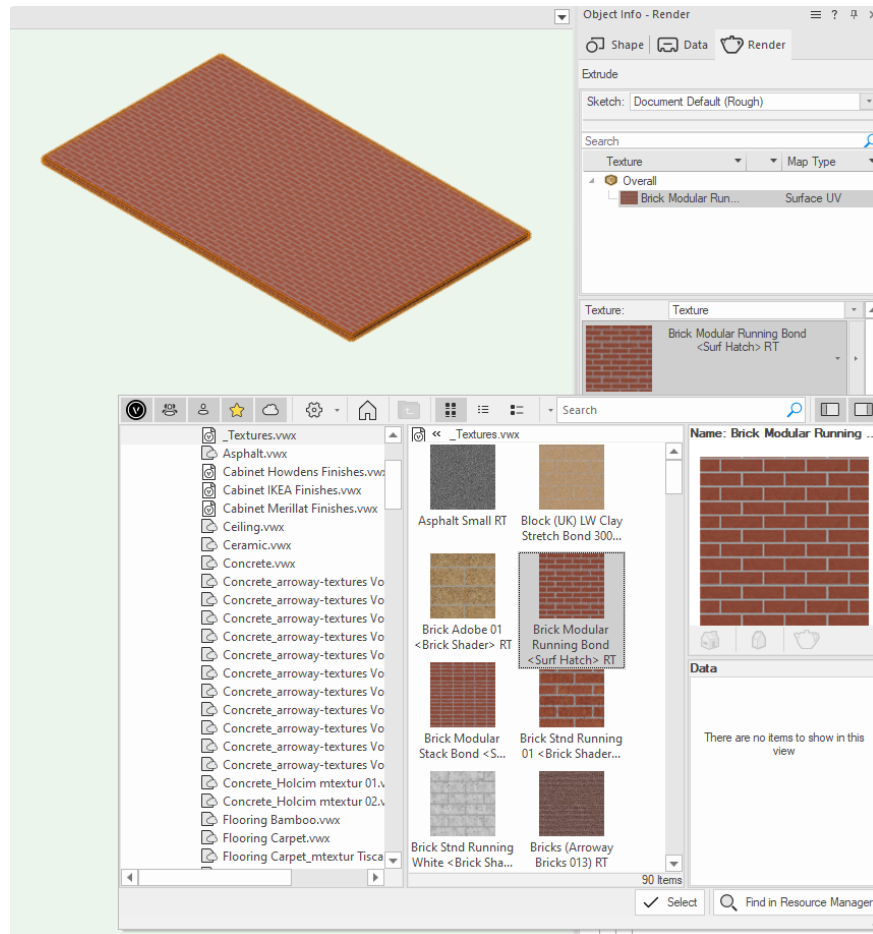 Object Info - Render
Shape
Data
Render
Extrude
Sketch: Document Default (Rough)
Search
Texture
Map Type
Overall
Brick Modular Run...
Surface UV
Texture: Texture
Brick Modular Running Bond
<Surf Hatch> RT
Search
_Textures.vwx
Asphalt.vwx
Cabinet Howdens Finishes.vwx
Cabinet IKEA Finishes.vwx
Cabinet Merillat Finishes.vwx
Ceiling.vwx
Ceramic.vwx
Concrete.vwx
Concrete_arroway-textures Vo
Concrete_arroway-textures Vo
Concrete_arroway-textures Vo
Concrete_arroway-textures Vo
Concrete_arroway-textures Vo
Concrete_arroway-textures Vo
Concrete_arroway-textures Vo
Concrete_arroway-textures Vo
Concrete_arroway-textures Vo
Concrete_arroway-textures Vo
Concrete_arroway-textures Vo
Concrete_Holcim mtextur 01.v
Concrete_Holcim mtextur 02.v
Flooring Bamboo.vwx
Flooring Carpet.vwx
Flooring Carpet_mtextur Tisca
« _Textures.vwx
Asphalt Small RT
Block (UK) LW Clay
Stretch Bond 300...
Brick Adobe 01
<Brick Shader> RT
Brick Modular
Running Bond
<Surf Hatch> RT
Brick Modular
Stack Bond <S...
Brick Stnd Running
01 <Brick Shader...
Brick Stnd Running
White <Brick Sha...
Bricks (Arroway
Bricks 013) RT
90 Items
Name: Brick Modular Running ...
Data
There are no items to show in this
view
Select
Find in Resource Manager